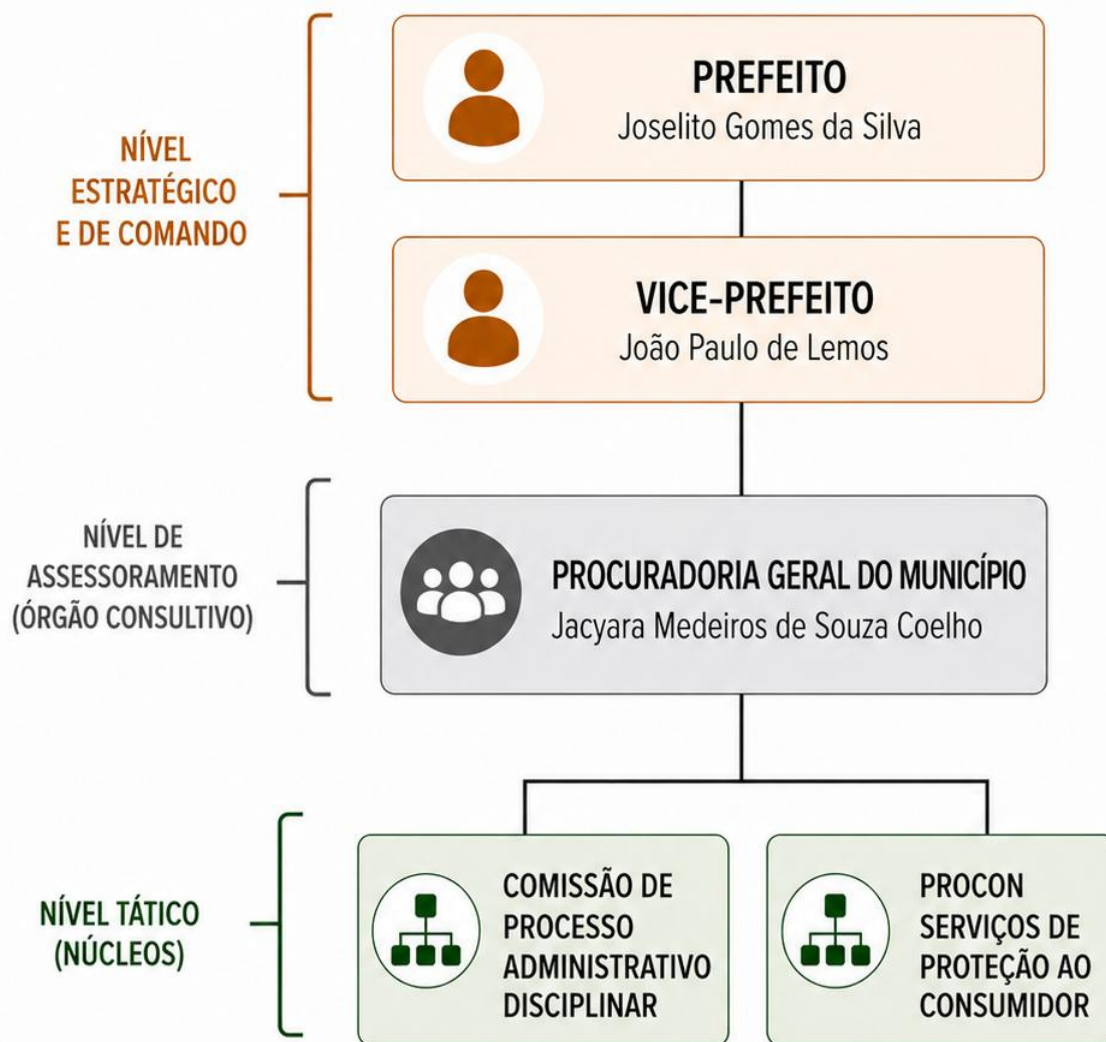 PREFEITO
Joselito Gomes da Silva
NÍVEL
ESTRATÉGICO
E DE COMANDO
VICE-PREFEITO
João Paulo de Lemos
NÍVEL DE
ASSESSORAMENTO
(ÓRGÃO CONSULTIVO)
PROCURADORIA GERAL DO MUNICÍPIO
Jacyara Medeiros de Souza Coelho
NÍVEL TÁTICO
(NÚCLEOS)
COMISSÃO DE
PROCESSO
ADMINISTRATIVO
DISCIPLINAR
PROCON
SERVIÇOS DE
PROTEÇÃO AO
CONSUMIDOR